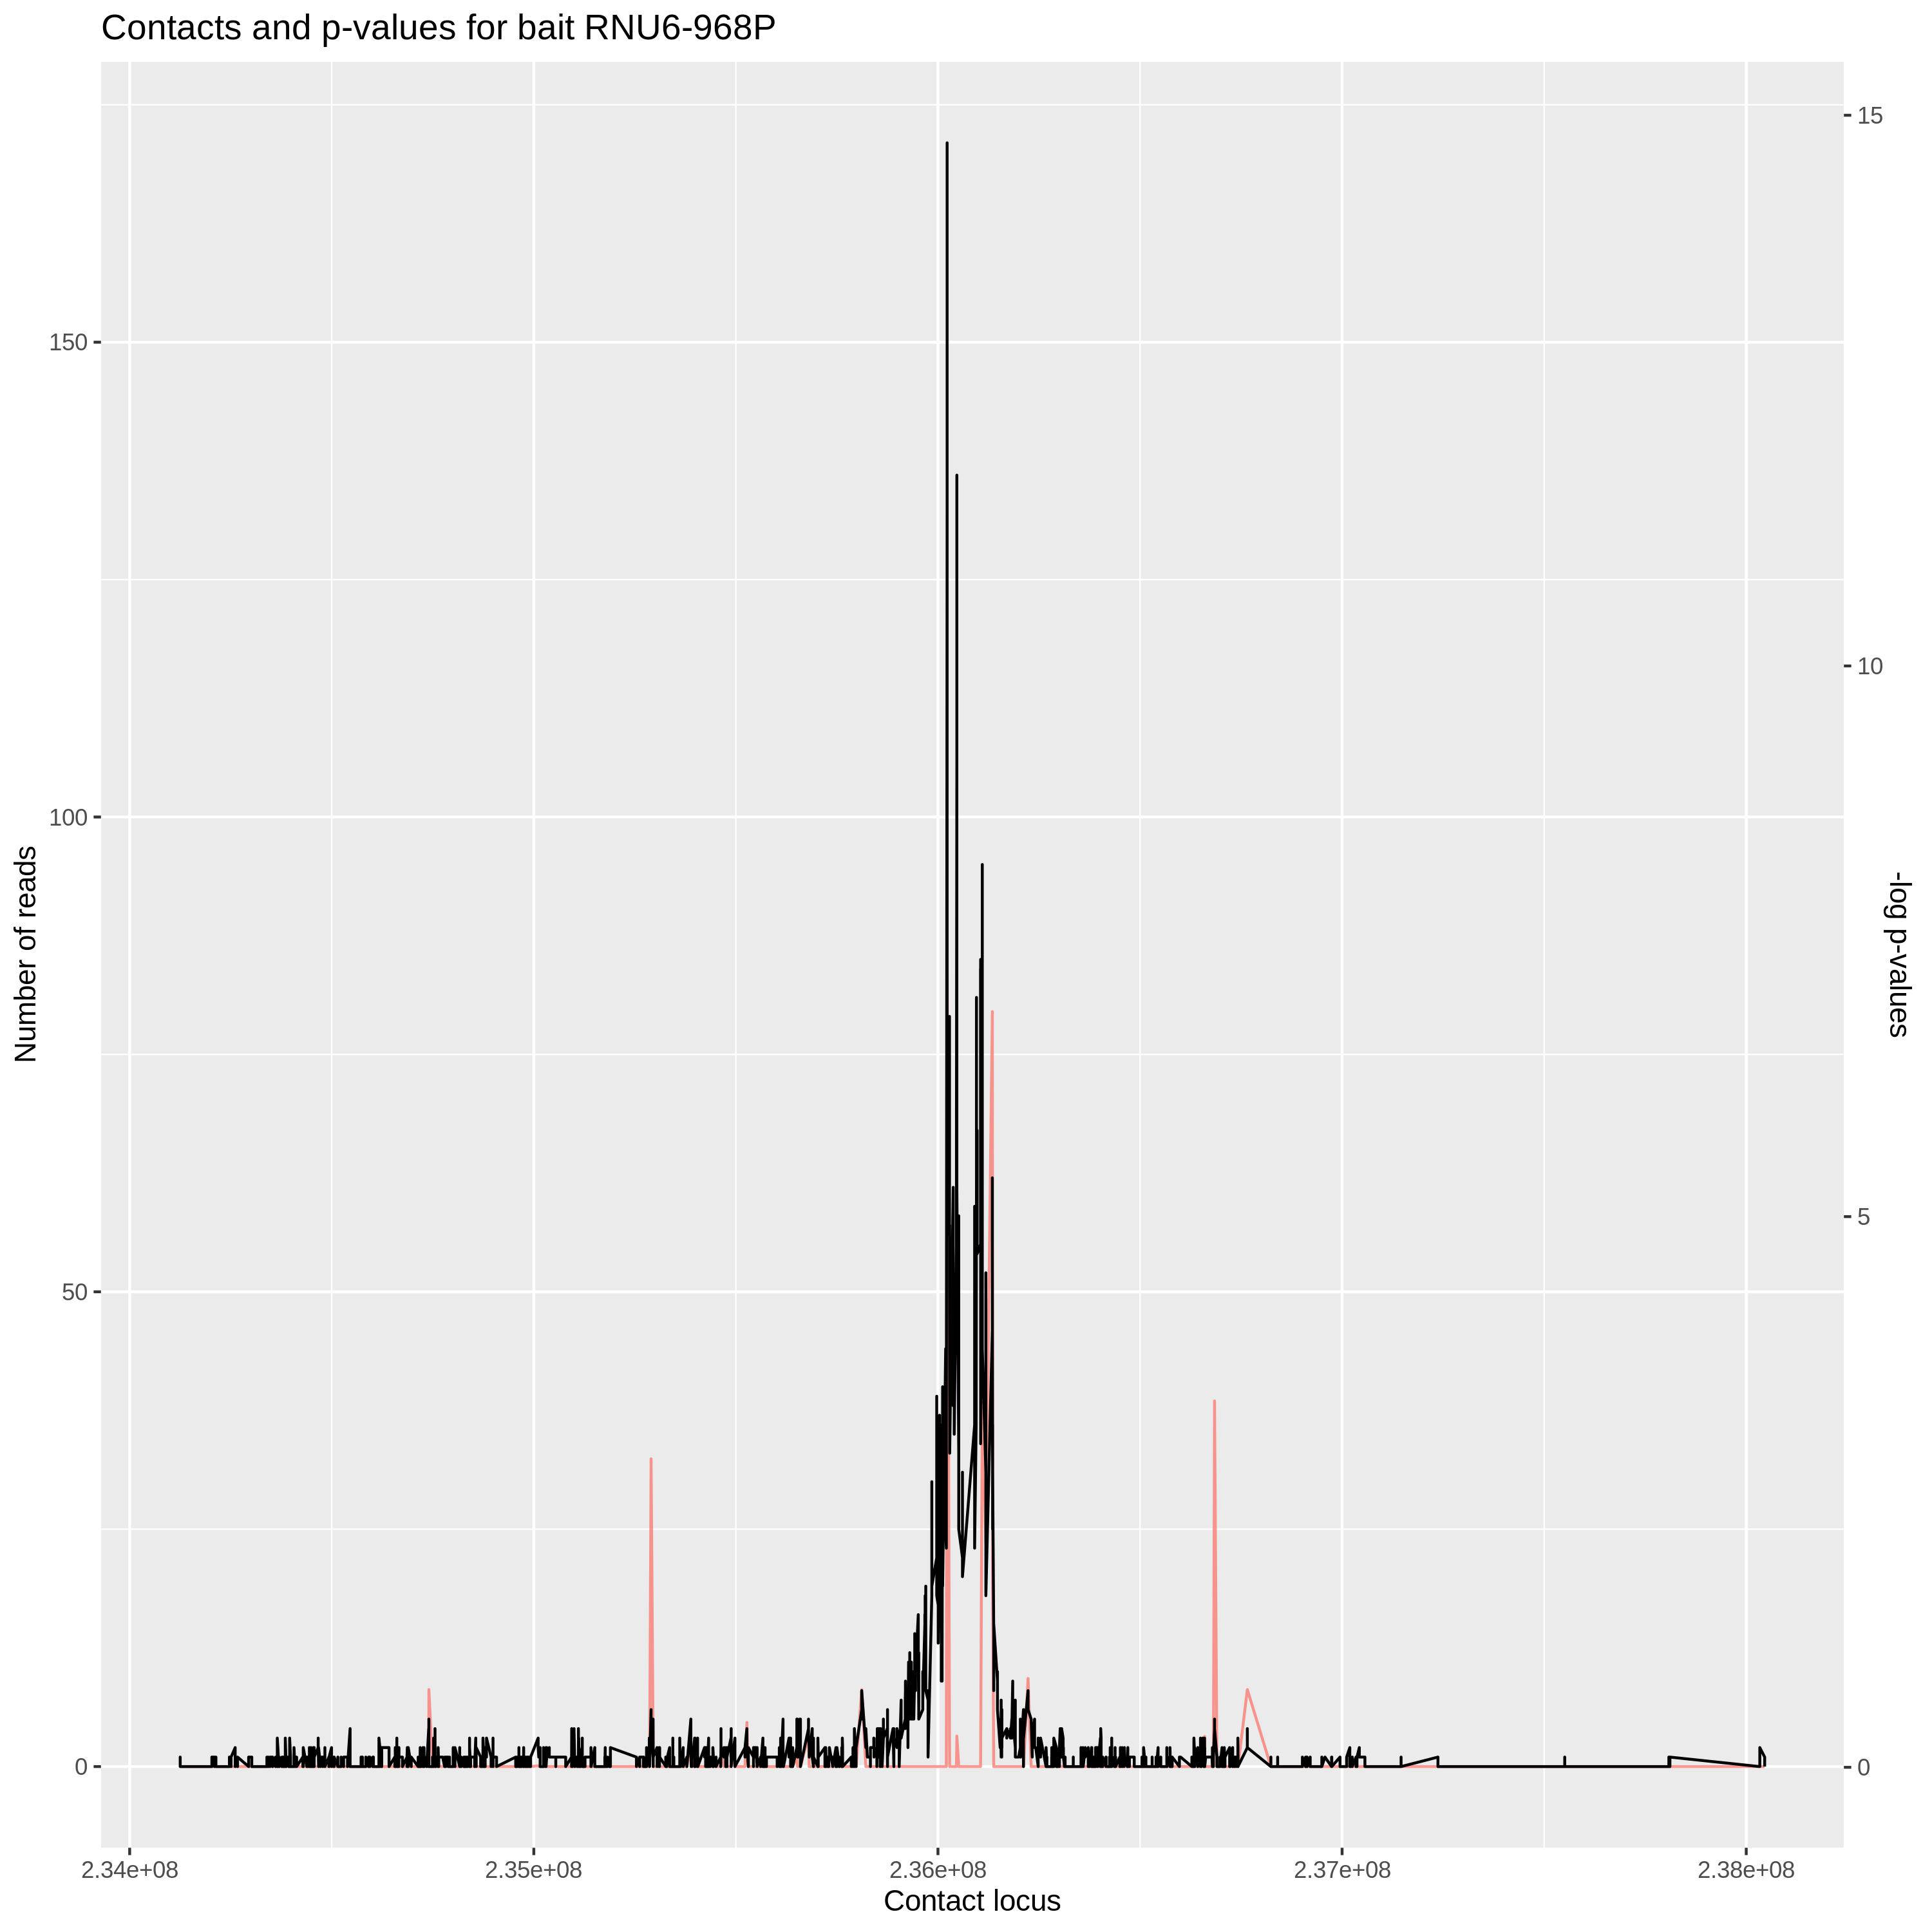 Contacts and p-values for bait RNU6-968P
15
150
10
100
Number of reads
-log p-values
5
50
0
0
2.34e+08
2.35e+08
2.36e+08
2.37e+08
2.38e+08
Contact locus